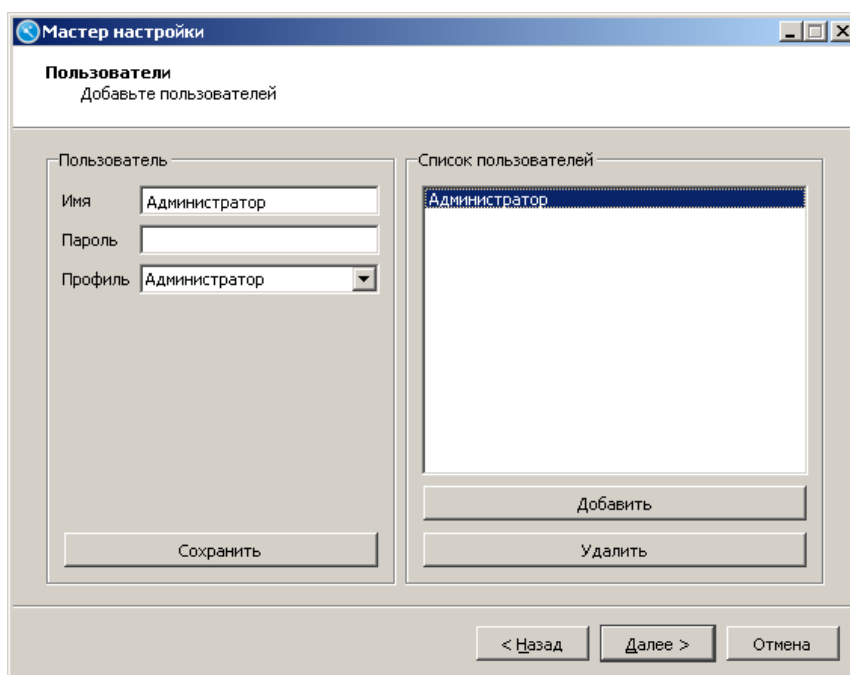 Мастер настройки
Пользователи
Добавьте пользователей
Пользователь
Имя
Администратор
Пароль
Профиль
Администратор
Сохранить
Список пользователей
Администратор
Добавить
Удалить
< Назад
Далее >
Отмена